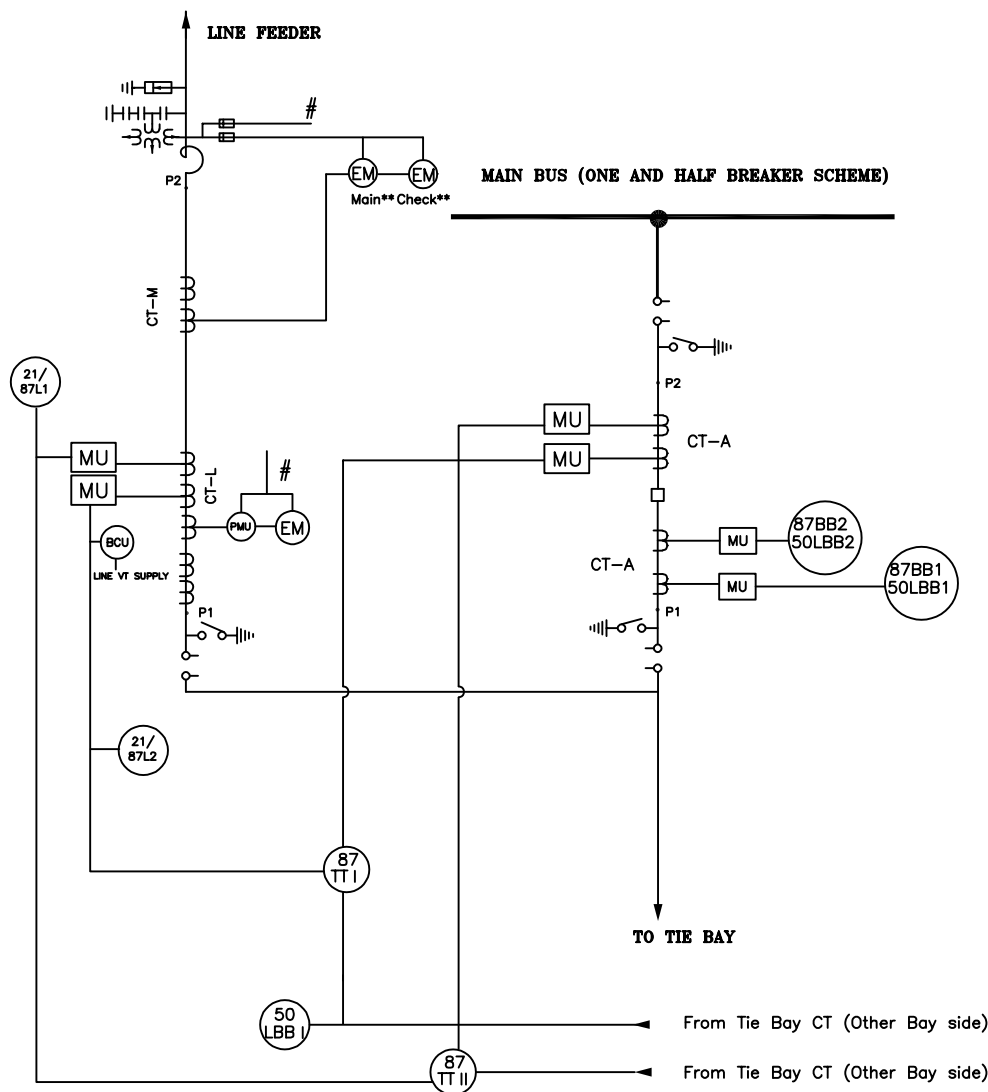 LINE FEEDER
#
P2
EM
EM
Main** Check**
MAIN BUS (ONE AND HALF BREAKER SCHEME)
CT-M
21/
87L1
P2
MU
CT-A
MU
MU
CT-L
#
MU
PMU
EM
BCU
LINE VT SUPPLY
87BB2
50LBB2
MU
CT-A
87BB1
50LBB1
MU
P1
P1
21/
87L2
87
TT I
TO TIE BAY
50
LBB I
From Tie Bay CT (Other Bay side)
87
TT II
From Tie Bay CT (Other Bay side)